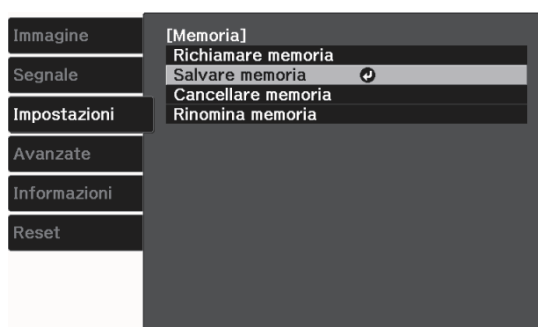 Immagine
Segnale
Impostazioni
Avanzate
Informazioni
Reset
[Memoria]
Richiamare memoria
Salvare memoria
Cancellare memoria
Rinomina memoria